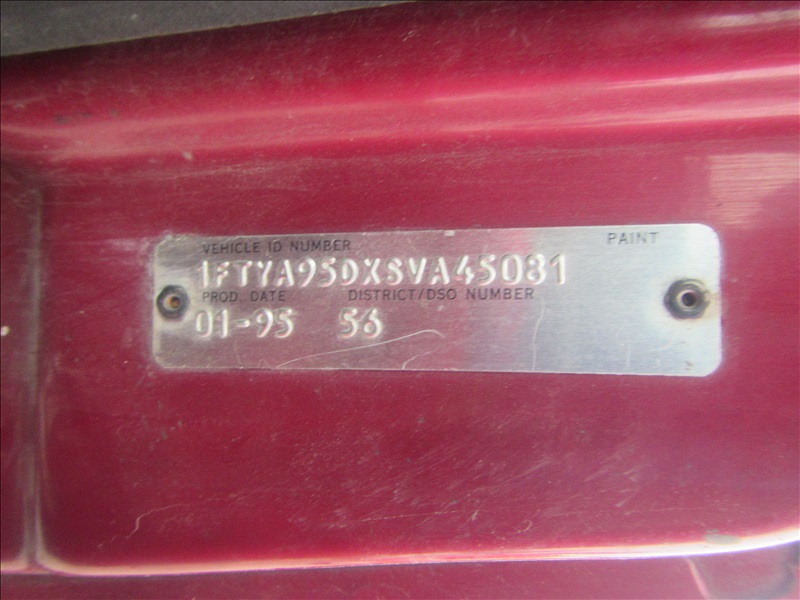 VEHICLE ID NUMBER PAINT
1FTYA95DXSVA45081
PROD. DATE DISTRICT/DSO NUMBER
01-95 56